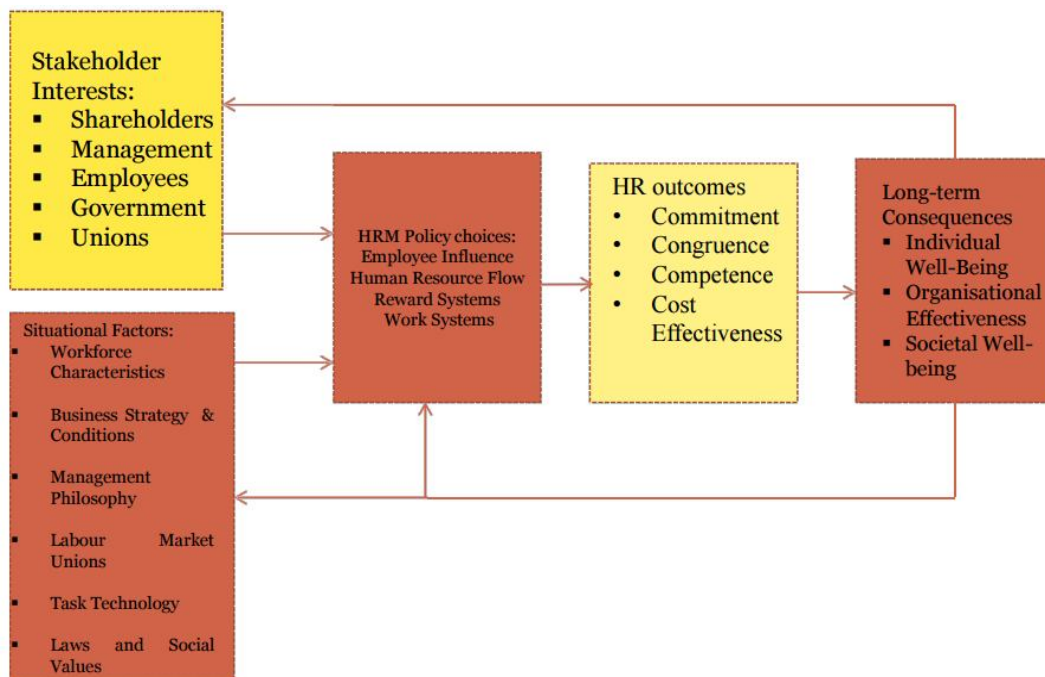 Stakeholder
Interests:
▪ Shareholders
▪ Management
▪ Employees
▪ Government
▪ Unions
Situational Factors:
▪ Workforce
Characteristics
▪ Business Strategy &
Conditions
▪ Management
Philosophy
▪ Labour Market
Unions
▪ Task Technology
▪ Laws and Social
Values
HRM Policy choices:
Employee Influence
Human Resource Flow
Reward Systems
Work Systems
HR outcomes
• Commitment
• Congruence
• Competence
• Cost
Effectiveness
Long-term
Consequences
▪ Individual
Well-Being
▪ Organisational
Effectiveness
▪ Societal Well-
being